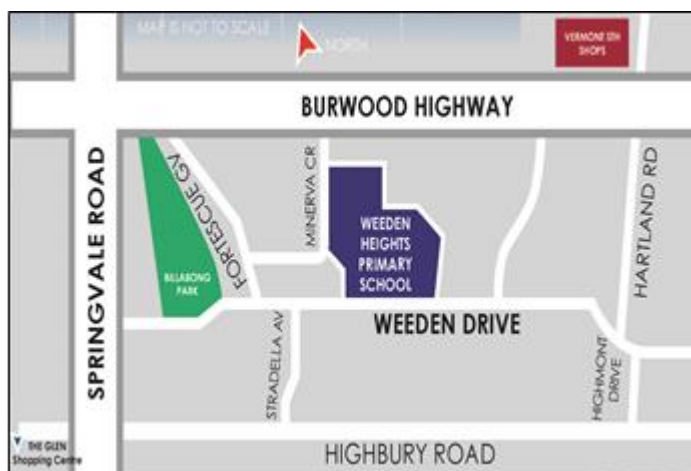 MAP IS NOT TO SCALE
NORTH
VERMONT STH
SHOPS
BURWOOD HIGHWAY
SPRINGVALE ROAD
FORTESCUE GV
MINERVA CR
HARTLAND RD
WEEDEN
HEIGHTS
PRIMARY
SCHOOL
BILLABONG
PARK
WEEDEN DRIVE
STRADELLA AV
HIGHMONT
DRIVE
THE GLEN
Shopping Centre
HIGHBURY ROAD